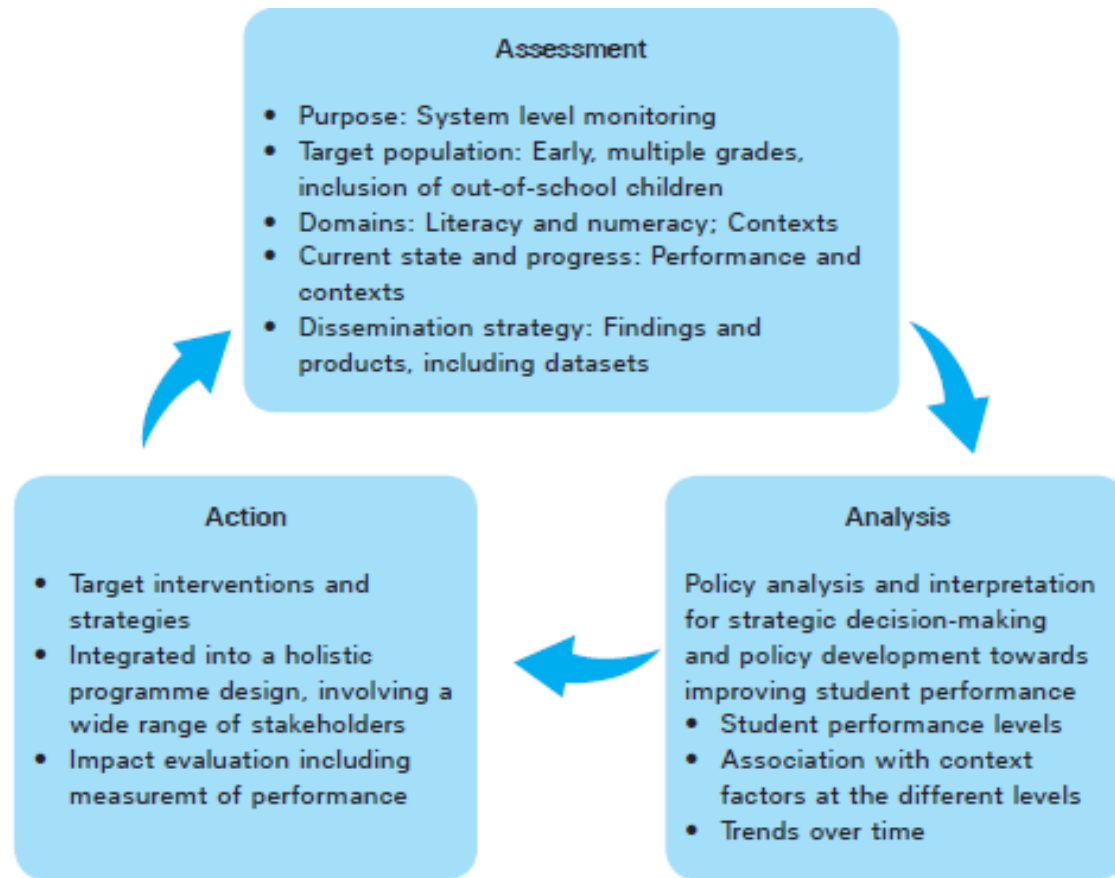 Assessment
• Purpose: System level monitoring
• Target population: Early, multiple grades,
inclusion of out-of-school children
• Domains: Literacy and numeracy; Contexts
• Current state and progress: Performance and
contexts
• Dissemination strategy: Findings and
products, including datasets
Action
• Target interventions and
strategies
• Integrated into a holistic
programme design, involving a
wide range of stakeholders
• Impact evaluation including
measuremt of performance
Analysis
Policy analysis and interpretation
for strategic decision-making
and policy development towards
improving student performance
• Student performance levels
• Association with context
factors at the different levels
• Trends over time